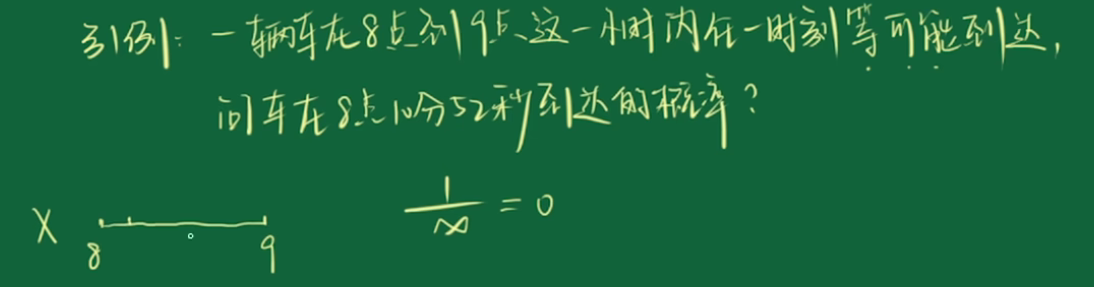 引例: 一辆车在8点到9点、这一小时内任一时刻等可能到达,
问车在8点10分52秒到达的概率?
X 8 9 1/∞ = 0